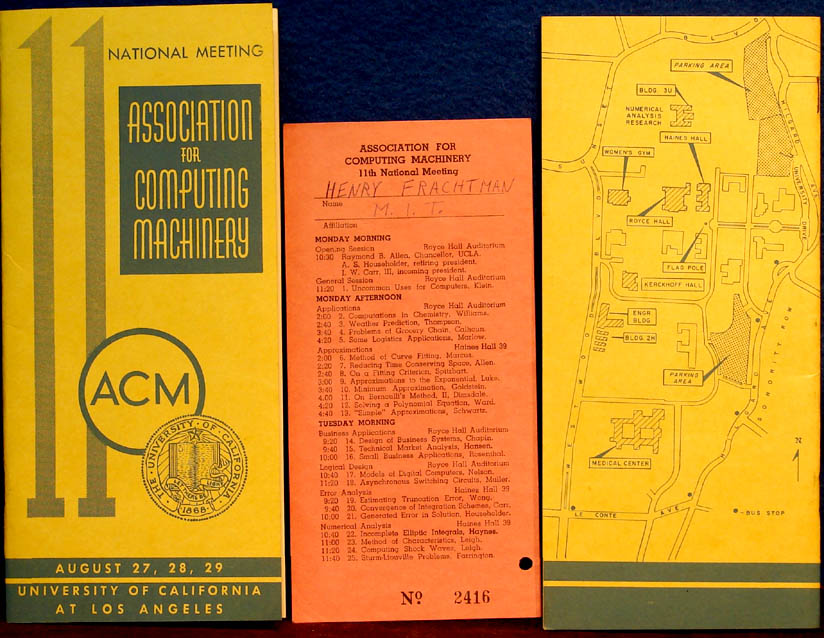 11
NATIONAL MEETING
ASSOCIATION
FOR
COMPUTING
MACHINERY
ACM
THE UNIVERSITY OF CALIFORNIA
1868
AUGUST 27, 28, 29
UNIVERSITY OF CALIFORNIA
AT LOS ANGELES
ASSOCIATION FOR
COMPUTING MACHINERY
11th National Meeting
HENRY FRACHTMAN
Name
M.I.T.
Affiliation
MONDAY MORNING
Opening Session Royce Hall Auditorium
10:30 Raymond B. Allen, Chancellor, UCLA.
A. S. Householder, retiring president.
J. W. Carr, III, incoming president.
General Session Royce Hall Auditorium
11:20 1. Uncommon Uses for Computers, Klein.
MONDAY AFTERNOON
Applications Royce Hall Auditorium
2:00 2. Computations in Chemistry, Williams.
2:40 3. Weather Prediction, Thompson.
3:40 4. Problems of Grocery Chain, Calhoun.
4:20 5. Some Logistics Applications, Marlow.
Approximations Haines Hall 39
2:00 6. Method of Curve Fitting, Marcus.
2:20 7. Reducing Time Conserving Space, Allen.
2:40 8. On a Fitting Criterion, Spitzbart.
3:00 9. Approximations to the Exponential, Luke.
3:40 10. Minimum Approximation, Goldstein.
4:00 11. On Bernoulli's Method, II, Dimsdale.
4:20 12. Solving a Polynomial Equation, Ward.
4:40 13. "Simple" Approximations, Schwartz.
TUESDAY MORNING
Business Applications Royce Hall Auditorium
9:20 14. Design of Business Systems, Chapin.
9:40 15. Technical Market Analysis, Hansen.
10:00 16. Small Business Applications, Rosenthal.
Logical Design Royce Hall Auditorium
10:40 17. Models of Digital Computers, Nelson.
11:20 18. Asynchronous Switching Circuits, Muller.
Error Analysis Haines Hall 39
9:20 19. Estimating Truncation Error, Wong.
9:40 20. Convergence of Integration Schemes, Carr.
10:00 21. Generated Error in Solution, Householder.
Numerical Analysis Haines Hall 39
10:40 22. Incomplete Elliptic Integrals, Haynes.
11:00 23. Method of Characteristics, Leigh.
11:20 24. Computing Shock Waves, Leigh.
11:40 25. Sturm-Liouville Problems, Farrington.
No 2416
SUNSET BLVD
PARKING AREA
BLDG. 3U
NUMERICAL
ANALYSIS
RESEARCH
HAINES HALL
WOMEN'S GYM
HILGARD AVE
UNIVERSITY DRIVE
ROYCE HALL
FLAG POLE
KERCKHOFF HALL
ENGR
BLDG
BLDG. 2H
PARKING
AREA
WESTWOOD BLVD
HILGARD AVE
SORORITY ROW
MEDICAL CENTER
N
LE CONTE AVE
-BUS STOP